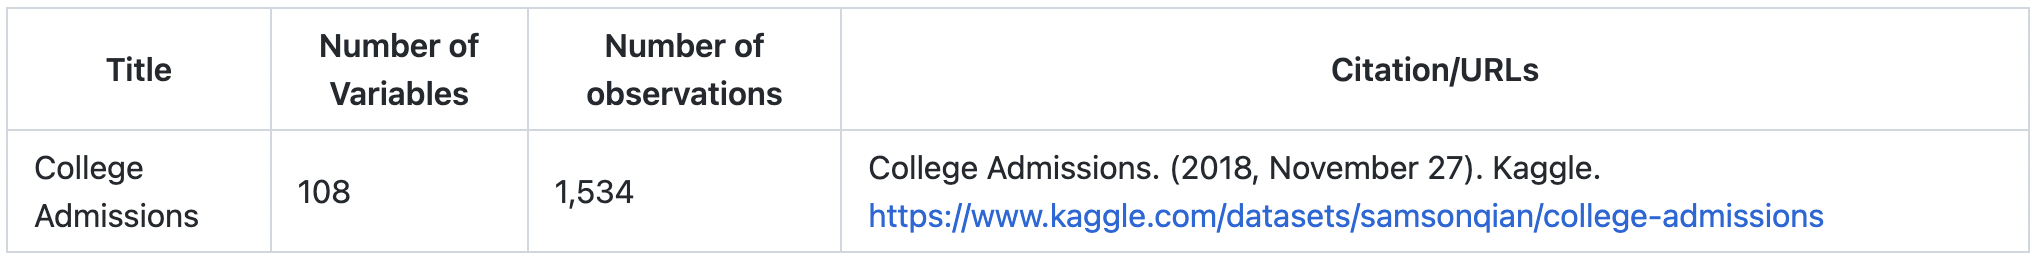 Title
Number of
Variables
Number of
observations
Citation/URLs
College
Admissions
108
1,534
College Admissions. (2018, November 27). Kaggle.
https://www.kaggle.com/datasets/samsonqian/college-admissions